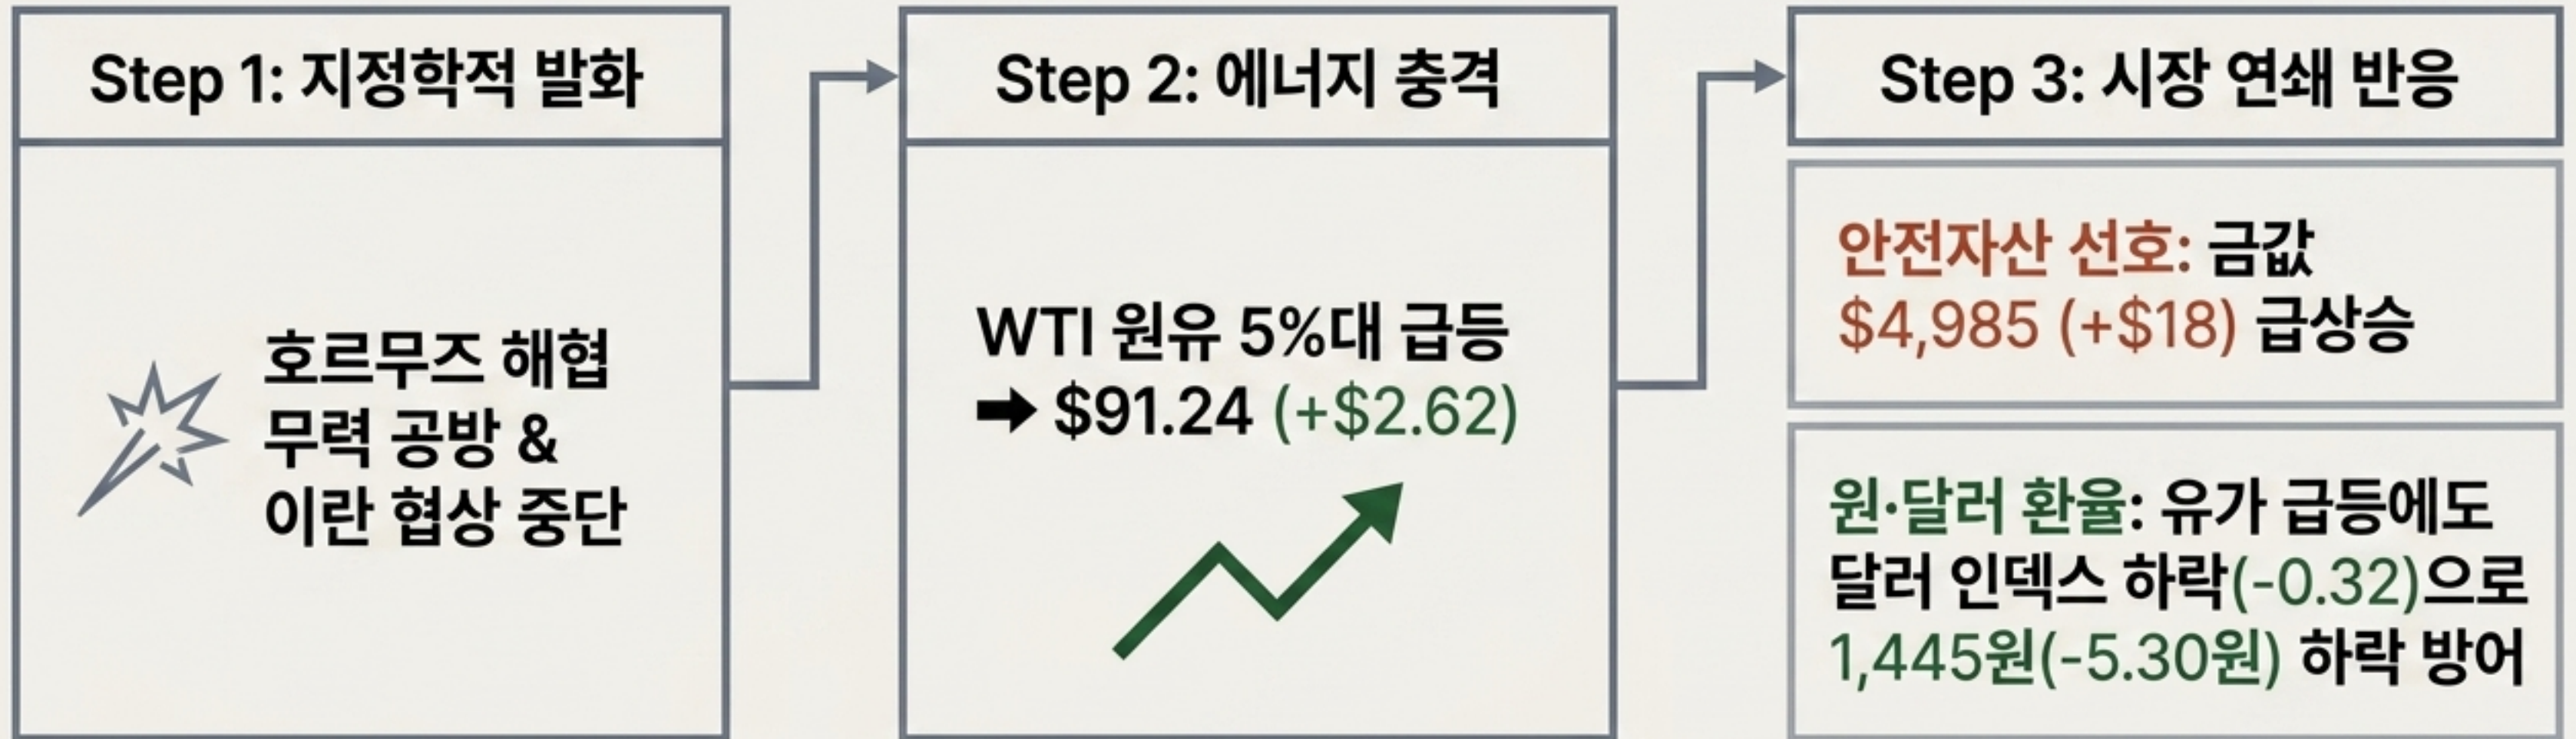 Step 1: 지정학적 발화
호르무즈 해협
무력 공방 &
이란 협상 중단
Step 2: 에너지 충격
WTI 원유 5%대 급등
➡ $91.24 (+$2.62)
Step 3: 시장 연쇄 반응
안전자산 선호: 금값
$4,985 (+$18) 급상승
원·달러 환율: 유가 급등에도
달러 인덱스 하락(-0.32)으로
1,445원(-5.30원) 하락 방어